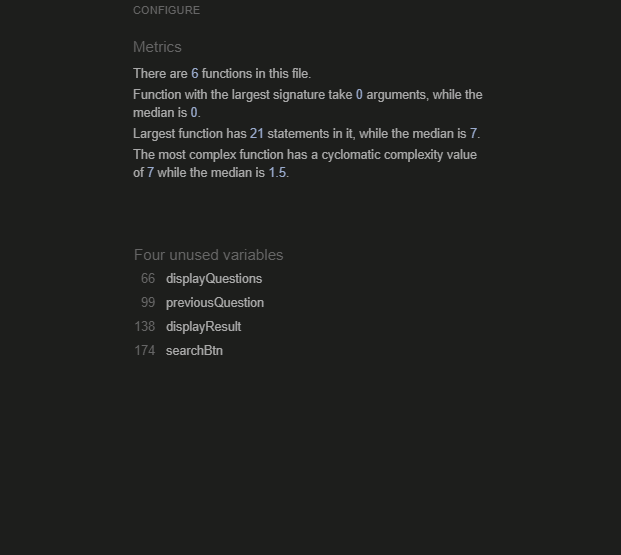 CONFIGURE
Metrics
There are 6 functions in this file.
Function with the largest signature take 0 arguments, while the
median is 0.
Largest function has 21 statements in it, while the median is 7.
The most complex function has a cyclomatic complexity value
of 7 while the median is 1.5.
Four unused variables
66 displayQuestions
99 previousQuestion
138 displayResult
174 searchBtn